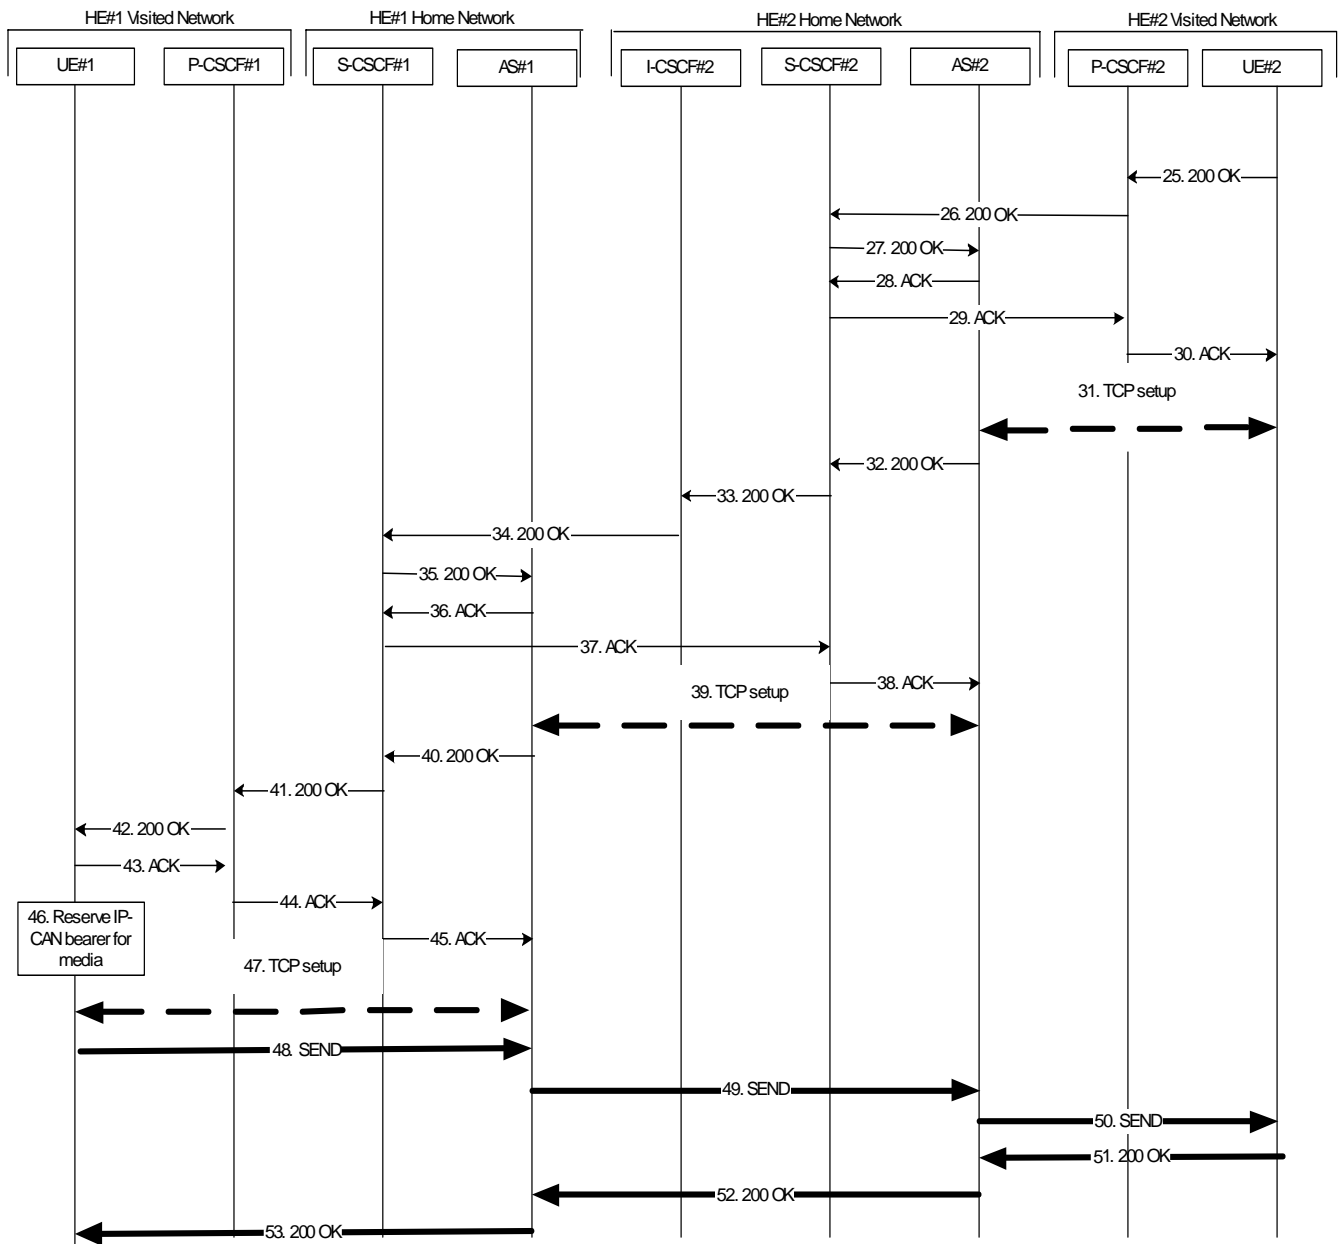 HE#1 Visited Network
HE#1 Home Network
HE#2 Home Network
HE#2 Visited Network
UE#1
P-CSCF#1
S-CSCF#1
AS#1
I-CSCF#2
S-CSCF#2
AS#2
P-CSCF#2
UE#2
25. 200 OK
26. 200 OK
27. 200 OK
28. ACK
29. ACK
30. ACK
31. TCP setup
32. 200 OK
33. 200 OK
34. 200 OK
35. 200 OK
36. ACK
37. ACK
38. ACK
39. TCP setup
40. 200 OK
41. 200 OK
42. 200 OK
43. ACK
44. ACK
45. ACK
46. Reserve IP-
CAN bearer for
media
47. TCP setup
48. SEND
49. SEND
50. SEND
51. 200 OK
52. 200 OK
53. 200 OK